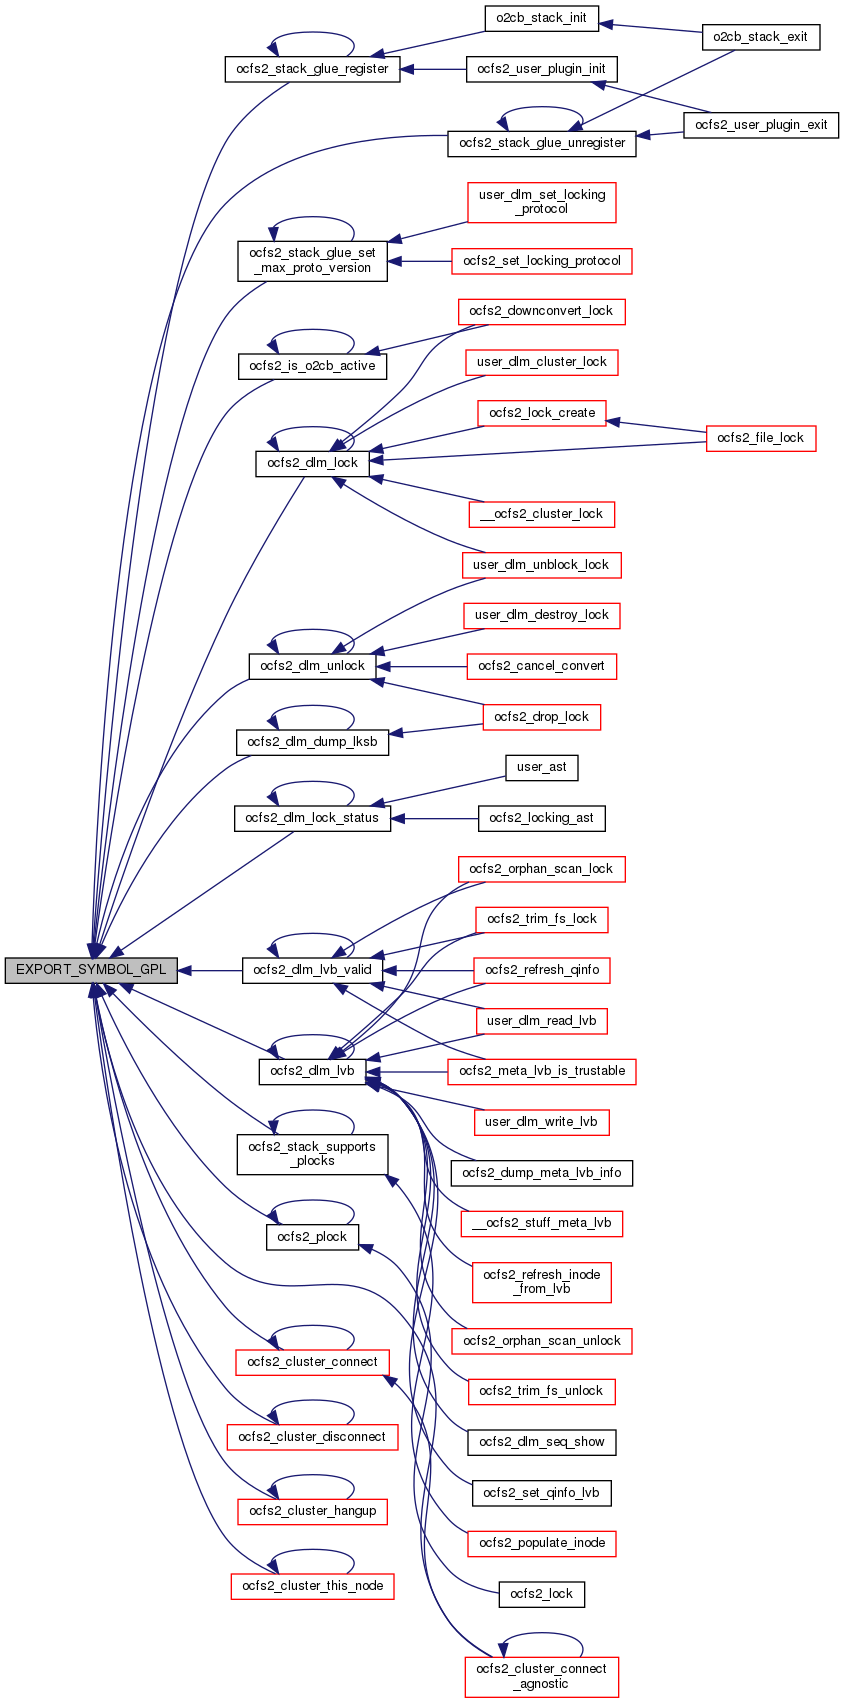 o2cb_stack_init
o2cb_stack_exit
ocfs2_stack_glue_register
ocfs2_user_plugin_init
ocfs2_user_plugin_exit
ocfs2_stack_glue_unregister
user_dlm_set_locking
_protocol
ocfs2_stack_glue_set
_max_proto_version
ocfs2_set_locking_protocol
ocfs2_downconvert_lock
ocfs2_is_o2cb_active
user_dlm_cluster_lock
ocfs2_lock_create
ocfs2_file_lock
ocfs2_dlm_lock
__ocfs2_cluster_lock
user_dlm_unblock_lock
user_dlm_destroy_lock
ocfs2_dlm_unlock
ocfs2_cancel_convert
ocfs2_drop_lock
ocfs2_dlm_dump_lksb
user_ast
ocfs2_dlm_lock_status
ocfs2_locking_ast
ocfs2_orphan_scan_lock
ocfs2_trim_fs_lock
EXPORT_SYMBOL_GPL
ocfs2_dlm_lvb_valid
ocfs2_refresh_qinfo
user_dlm_read_lvb
ocfs2_dlm_lvb
ocfs2_meta_lvb_is_trustable
user_dlm_write_lvb
ocfs2_stack_supports
_plocks
ocfs2_dump_meta_lvb_info
__ocfs2_stuff_meta_lvb
ocfs2_plock
ocfs2_refresh_inode
_from_lvb
ocfs2_orphan_scan_unlock
ocfs2_cluster_connect
ocfs2_trim_fs_unlock
ocfs2_cluster_disconnect
ocfs2_dlm_seq_show
ocfs2_set_qinfo_lvb
ocfs2_cluster_hangup
ocfs2_populate_inode
ocfs2_cluster_this_node
ocfs2_lock
ocfs2_cluster_connect
_agnostic